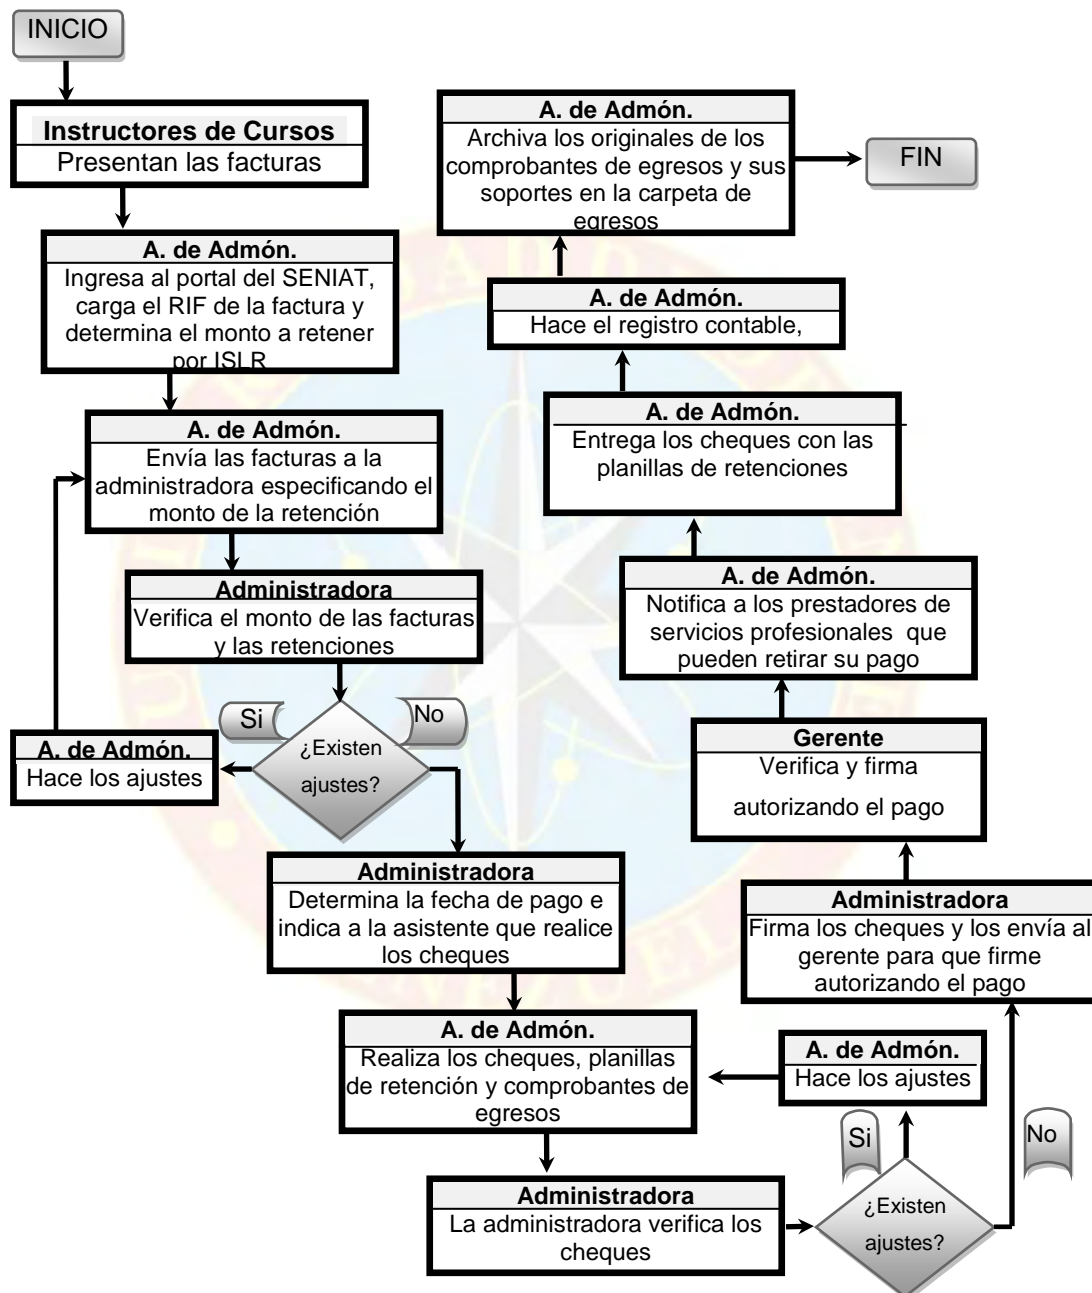 INICIO
Instructores de Cursos
Presentan las facturas
A. de Admón.
Ingresa al portal del SENIAT,
carga el RIF de la factura y
determina el monto a retener
por ISLR
A. de Admón.
Envía las facturas a la
administradora especificando el
monto de la retención
Administradora
Verifica el monto de las facturas
y las retenciones
Si
No
¿Existen
ajustes?
A. de Admón.
Hace los ajustes
Administradora
Determina la fecha de pago e
indica a la asistente que realice
los cheques
A. de Admón.
Realiza los cheques, planillas
de retención y comprobantes de
egresos
Administradora
La administradora verifica los
cheques
¿Existen
ajustes?
Si
No
A. de Admón.
Hace los ajustes
Administradora
Firma los cheques y los envía al
gerente para que firme
autorizando el pago
Gerente
Verifica y firma
autorizando el pago
A. de Admón.
Notifica a los prestadores de
servicios profesionales que
pueden retirar su pago
A. de Admón.
Entrega los cheques con las
planillas de retenciones
A. de Admón.
Hace el registro contable,
A. de Admón.
Archiva los originales de los
comprobantes de egresos y sus
soportes en la carpeta de
egresos
FIN